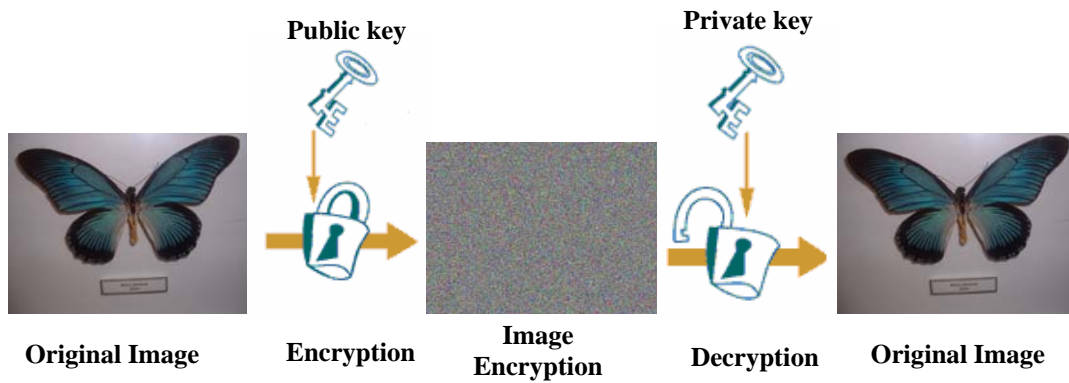 Public key
Private key
Original Image
Encryption
Image
Encryption
Decryption
Original Image